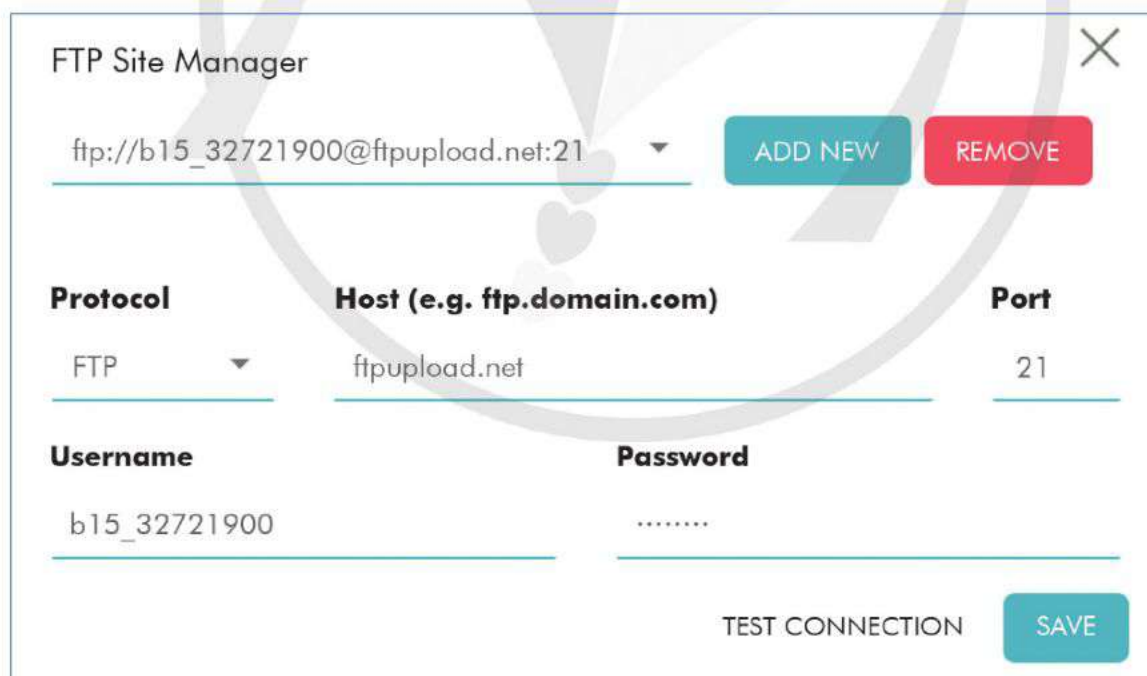 FTP Site Manager
ftp://b15_32721900@ftpupload.net:21 ADD NEW REMOVE
Protocol Host (e.g. ftp.domain.com) Port
FTP ftpupload.net 21
Username Password
b15_32721900 ········
TEST CONNECTION SAVE